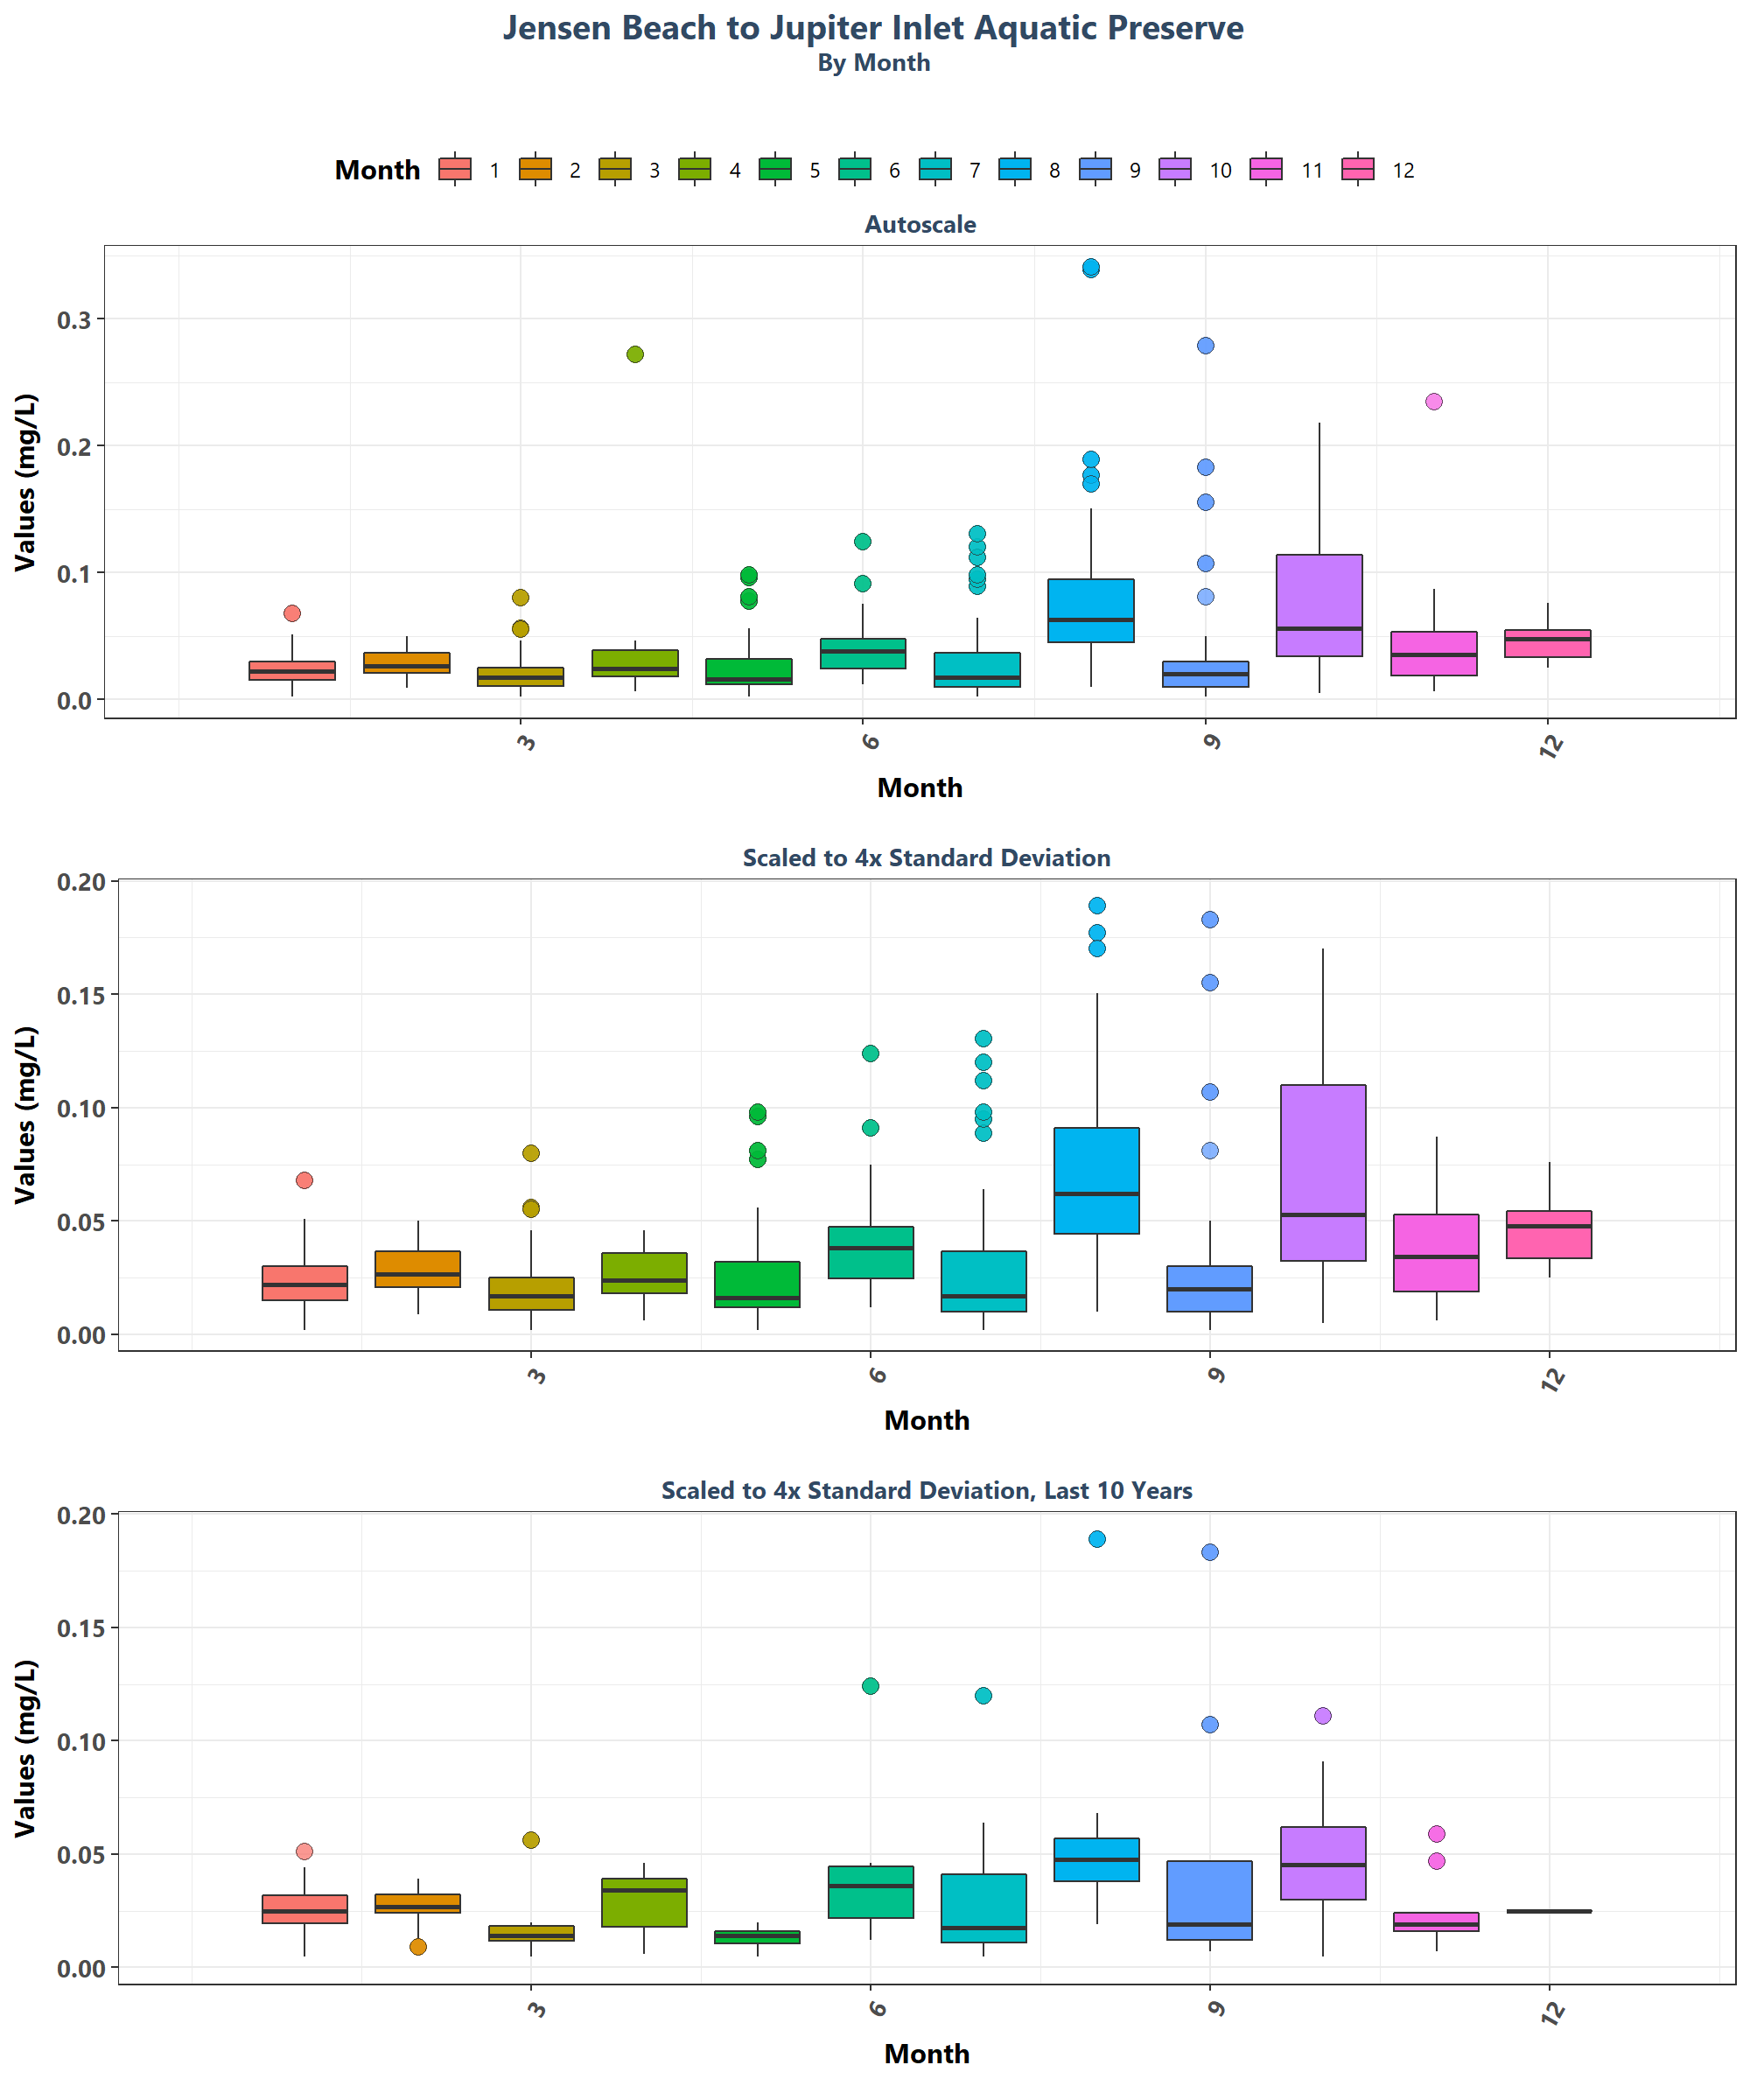 Jensen Beach to Jupiter Inlet Aquatic Preserve
By Month
Month 1 2 3 4 5 6 7 8 9 10 11 12
Autoscale
Values (mg/L)
0.3
0.2
0.1
0.0
3 6 9 12
Month
Scaled to 4x Standard Deviation
Values (mg/L)
0.20
0.15
0.10
0.05
0.00
3 6 9 12
Month
Scaled to 4x Standard Deviation, Last 10 Years
Values (mg/L)
0.20
0.15
0.10
0.05
0.00
3 6 9 12
Month